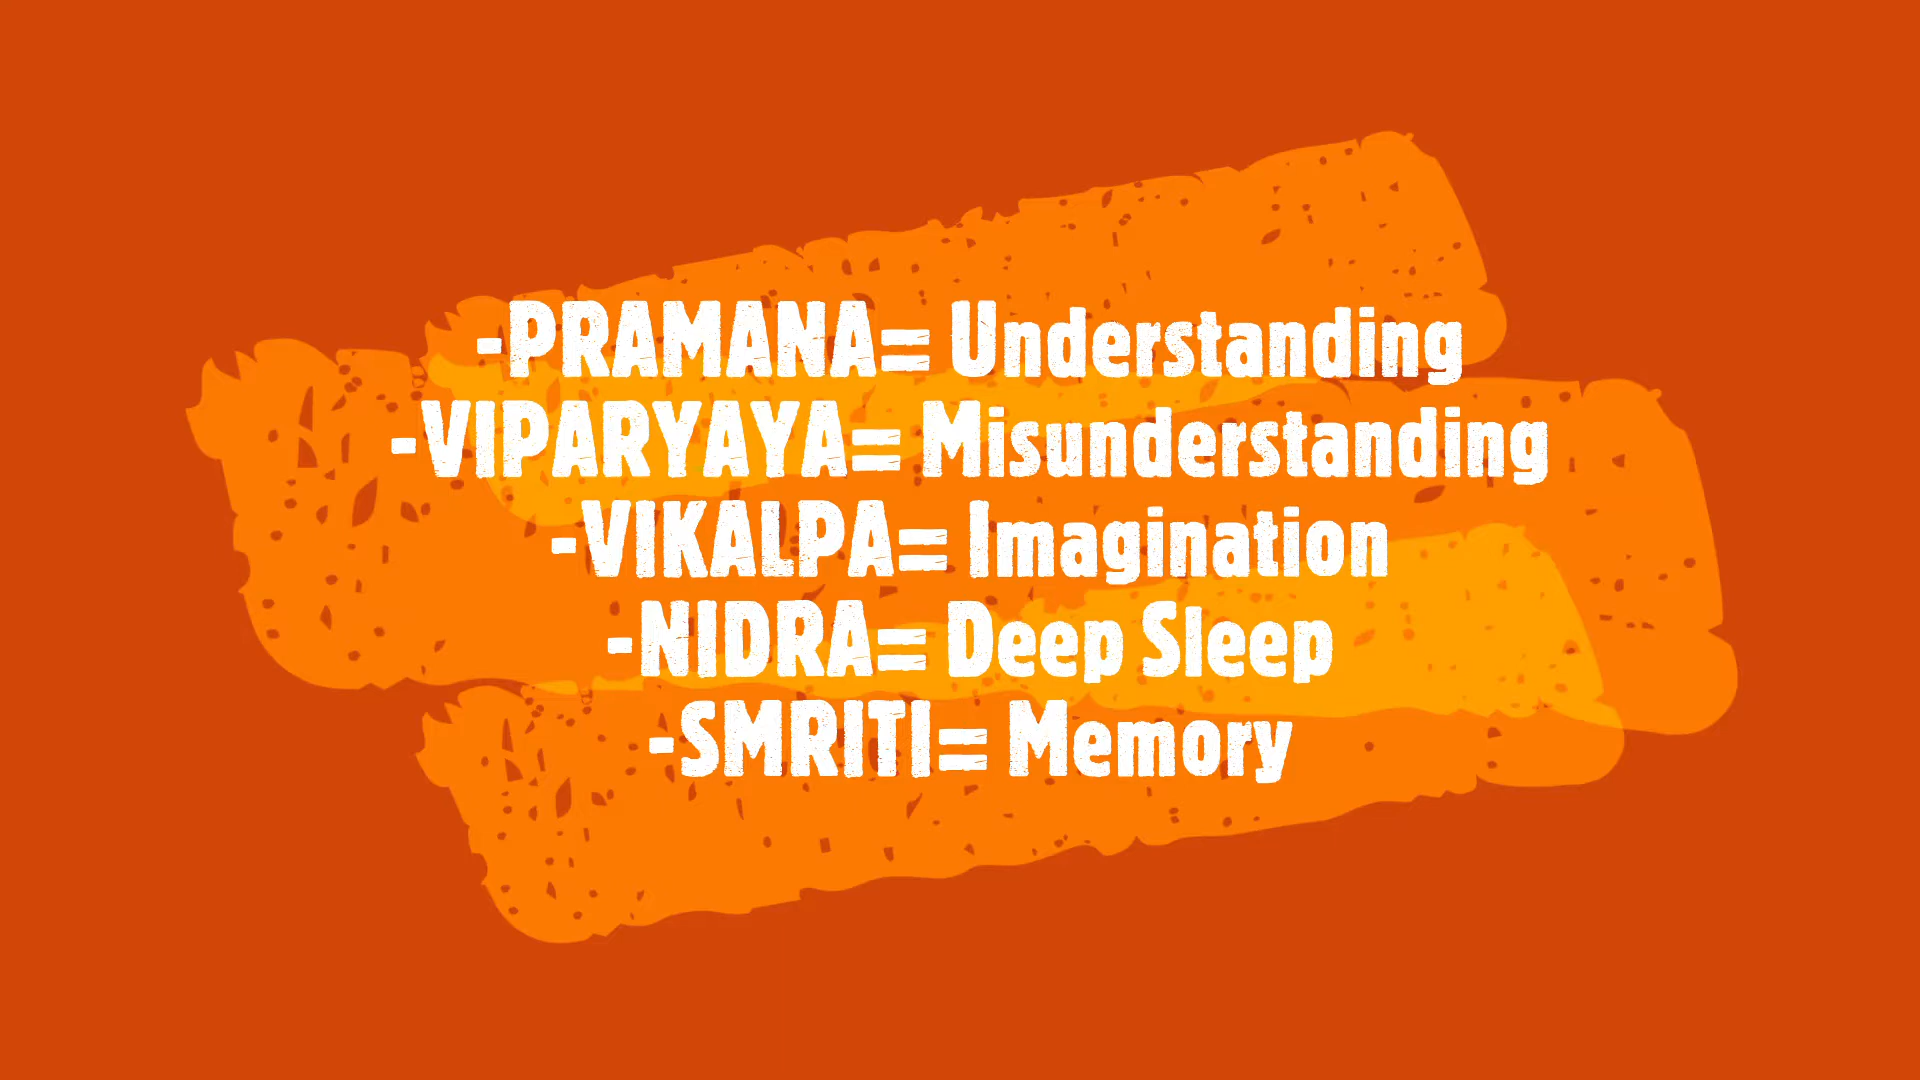 -PRAMANA= Understanding
-VIPARYAYA= Misunderstanding
-VIKALPA= Imagination
-NIDRA= Deep Sleep
-SMRITI= Memory